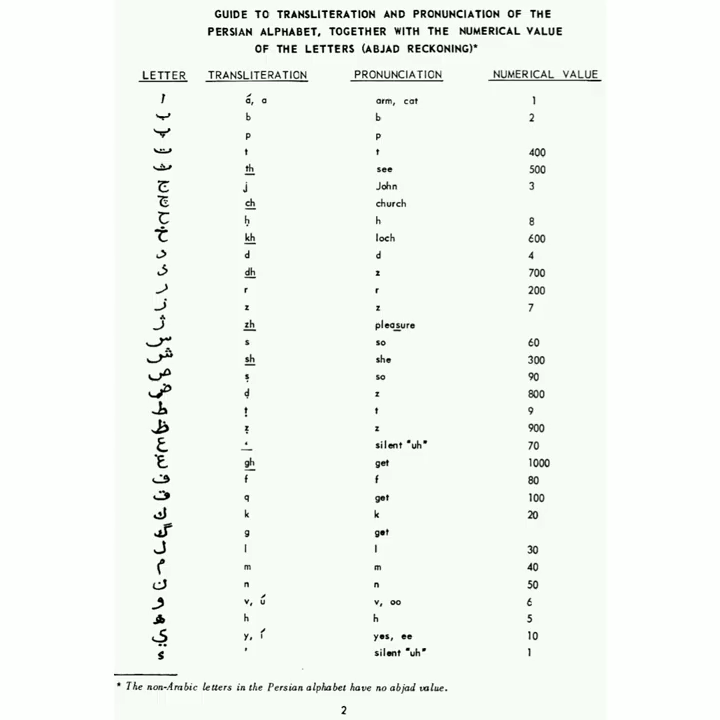 GUIDE TO TRANSLITERATION AND PRONUNCIATION OF THE
PERSIAN ALPHABET, TOGETHER WITH THE NUMERICAL VALUE
OF THE LETTERS (ABJAD RECKONING)*
LETTER TRANSLITERATION PRONUNCIATION NUMERICAL VALUE
ا á, a arm, cat 1
ب b b 2
پ p p
ت t t 400
ث th see 500
ج j John 3
چ ch church
ح ḥ h 8
خ kh loch 600
د d d 4
ذ dh z 700
ر r r 200
ز z z 7
ژ zh pleasure
س s so 60
ش sh she 300
ص ṣ so 90
ض ḍ z 800
ط ṭ t 9
ظ ẓ z 900
ع ‘ silent "uh" 70
غ gh get 1000
ف f f 80
ق q get 100
ك k k 20
گ g get
ل l l 30
م m m 40
ن n n 50
و v, ú v, oo 6
ه h h 5
ي y, í yes, ee 10
ء ' silent "uh" 1
* The non-Arabic letters in the Persian alphabet have no abjad value.
2